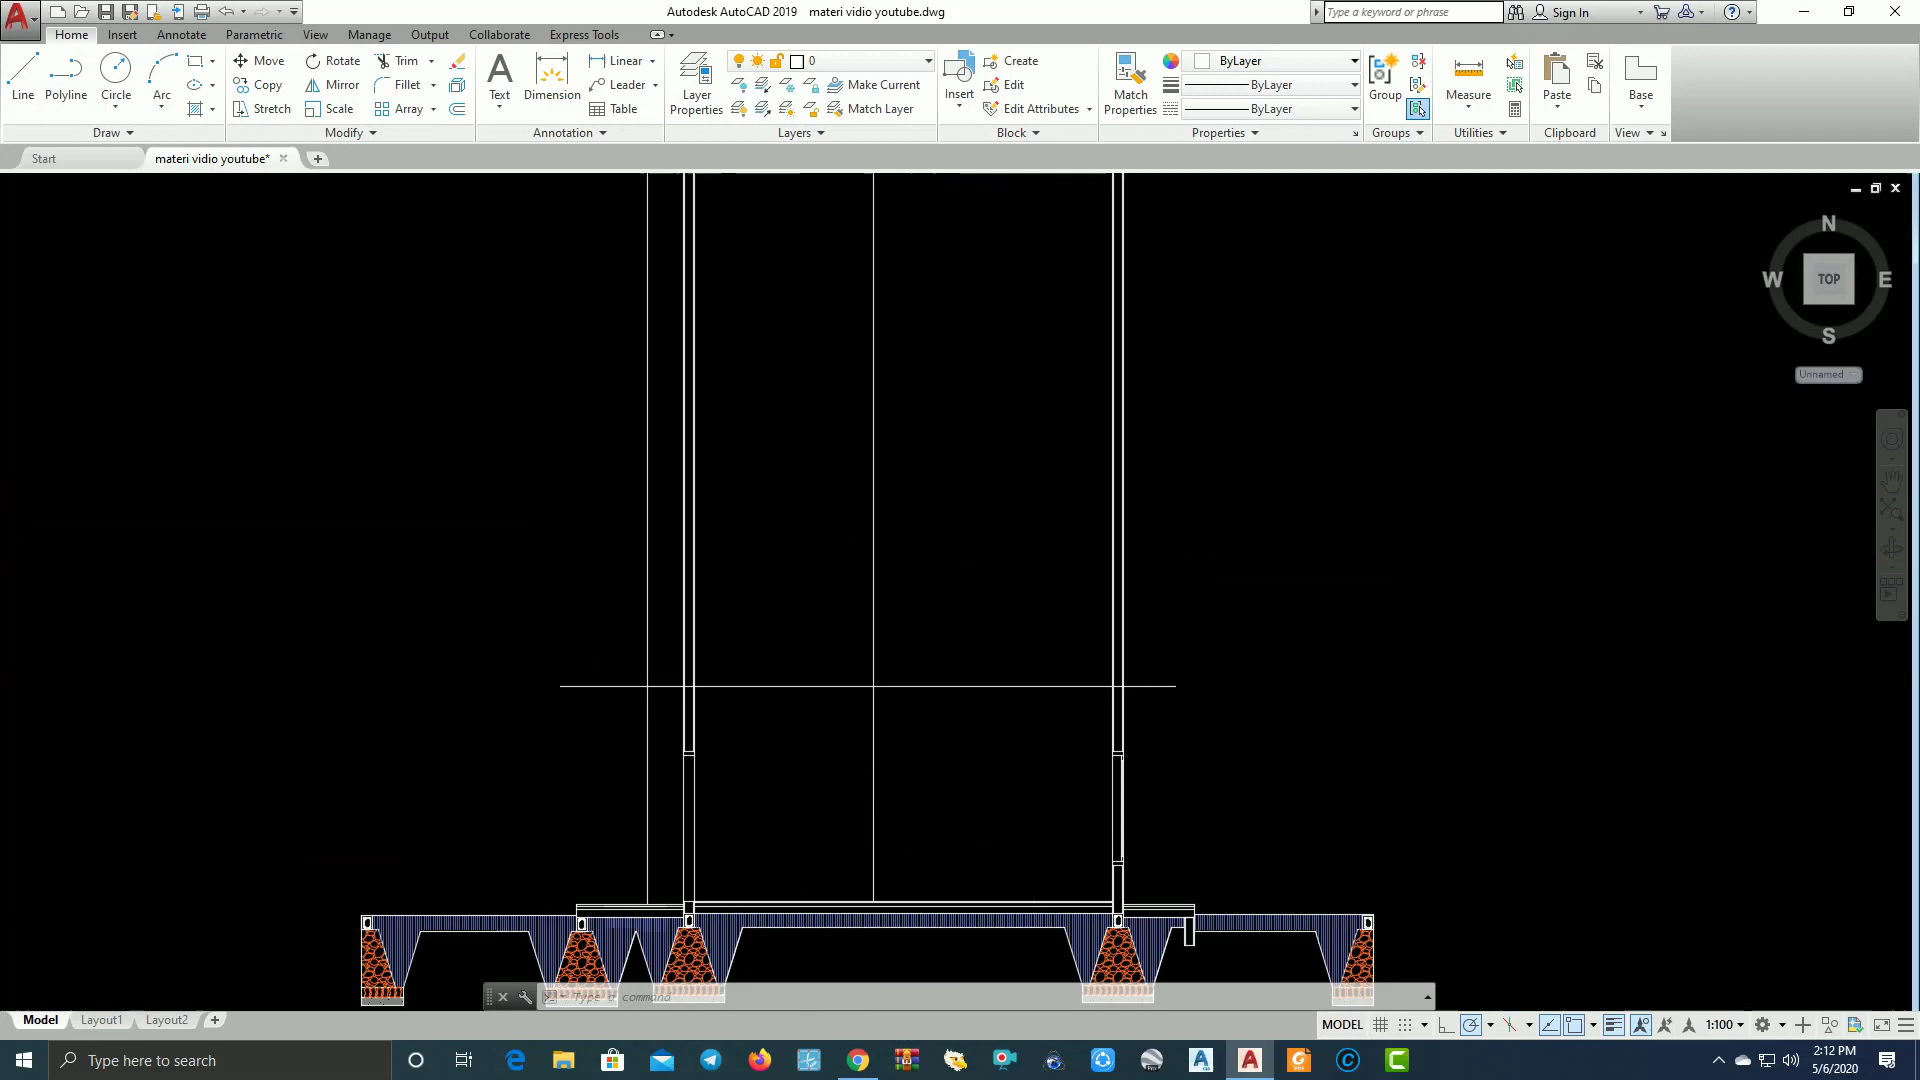 Autodesk AutoCAD 2019 materi vidio youtube.dwg
Type a keyword or phrase
Sign In
Home Insert Annotate Parametric View Manage Output Collaborate Express Tools
Line Polyline Circle Arc
Move Rotate Trim
Copy Mirror Fillet
Stretch Scale Array
Text Dimension
Linear
Leader
Table
Layer Properties
0
Make Current
Match Layer
Insert
Create
Edit
Edit Attributes
Match Properties
ByLayer
ByLayer
ByLayer
Group
Measure
Paste
Base
Draw Modify Annotation Layers Block Properties Groups Utilities Clipboard View
Start materi vidio youtube*
N
W TOP E
S
Unnamed
Type a command
Model Layout1 Layout2
MODEL 1:100
Type here to search
2:12 PM
5/6/2020